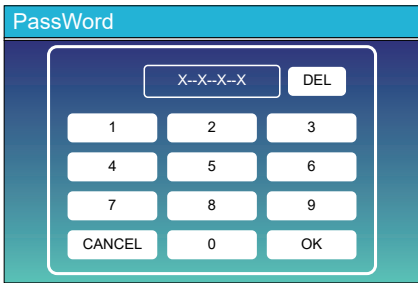 PassWord
X--X--X--X DEL
1 2 3
4 5 6
7 8 9
CANCEL 0 OK